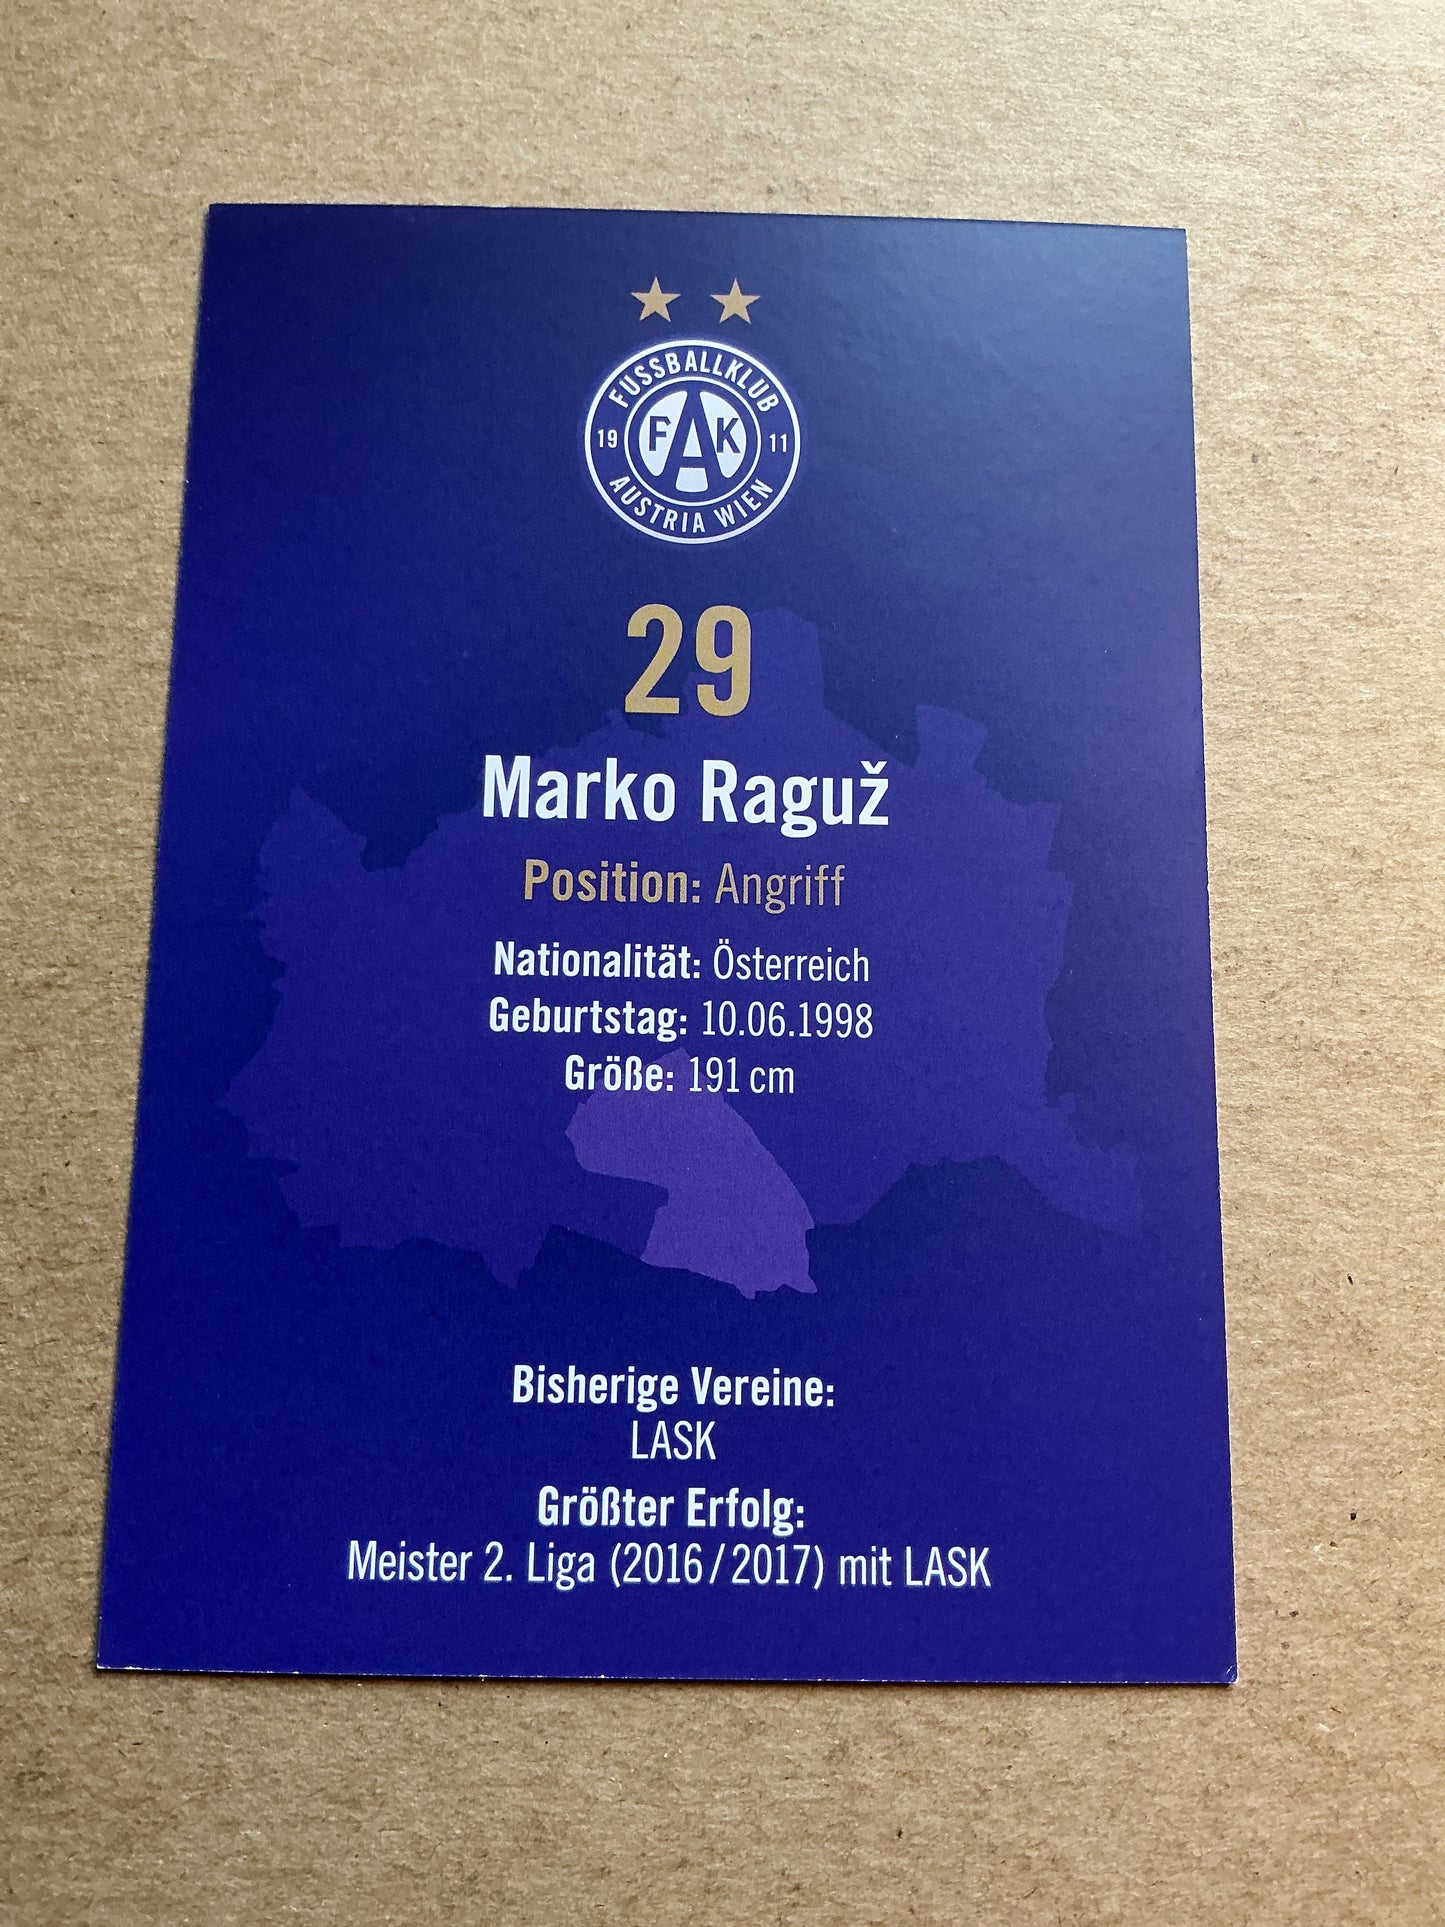 FUSSBALLKLUB
19 FAK 11
AUSTRIA WIEN
29
Marko Raguž
Position: Angriff
Nationalität: Österreich
Geburtstag: 10.06.1998
Größe: 191 cm
Bisherige Vereine:
LASK
Größter Erfolg:
Meister 2. Liga (2016/2017) mit LASK